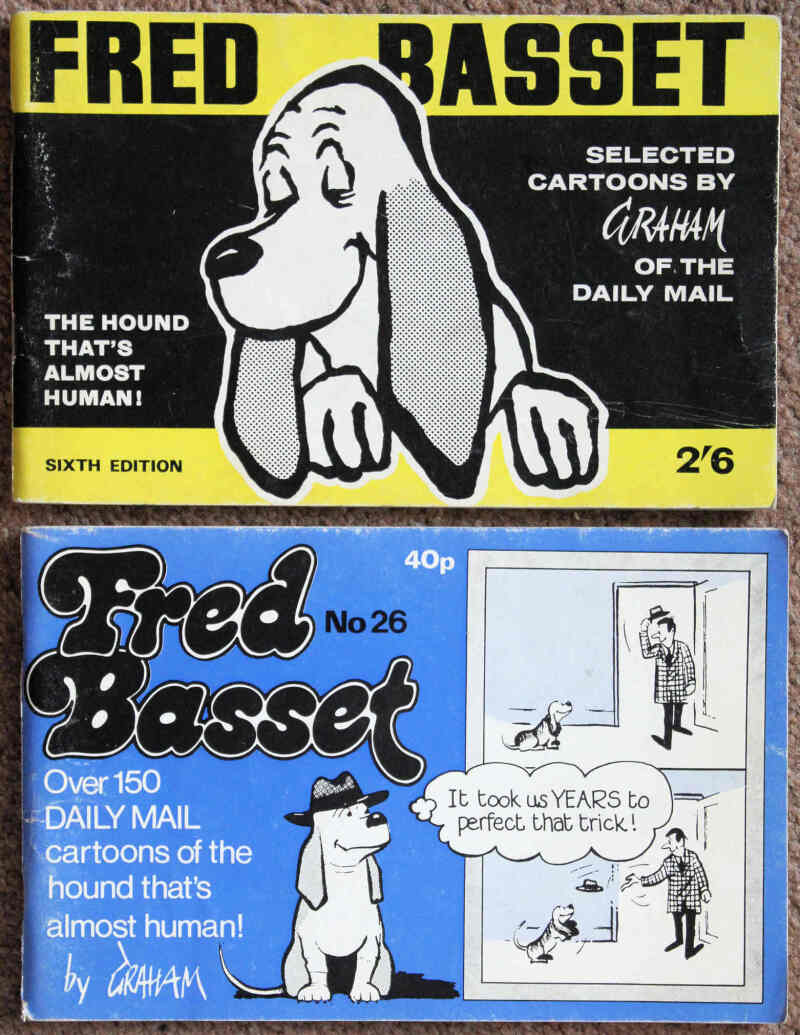 FRED BASSET
SELECTED
CARTOONS BY
GRAHAM
OF THE
DAILY MAIL
THE HOUND
THAT'S
ALMOST
HUMAN!
SIXTH EDITION
2'6
Fred
Basset
No 26
40p
Over 150
DAILY MAIL
cartoons of the
hound that's
almost human!
by GRAHAM
It took us YEARS to
perfect that trick!